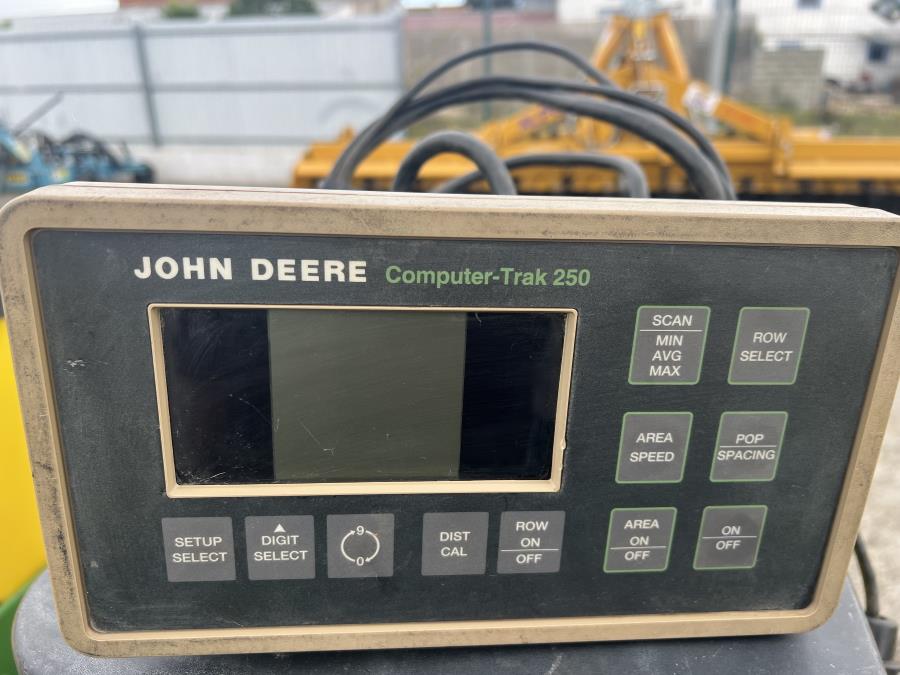 JOHN DEERE Computer-Trak 250
SCAN
MIN
AVG
MAX
ROW
SELECT
AREA
SPEED
POP
SPACING
SETUP
SELECT
DIGIT
SELECT
9
0
DIST
CAL
ROW
ON
OFF
AREA
ON
OFF
ON
OFF